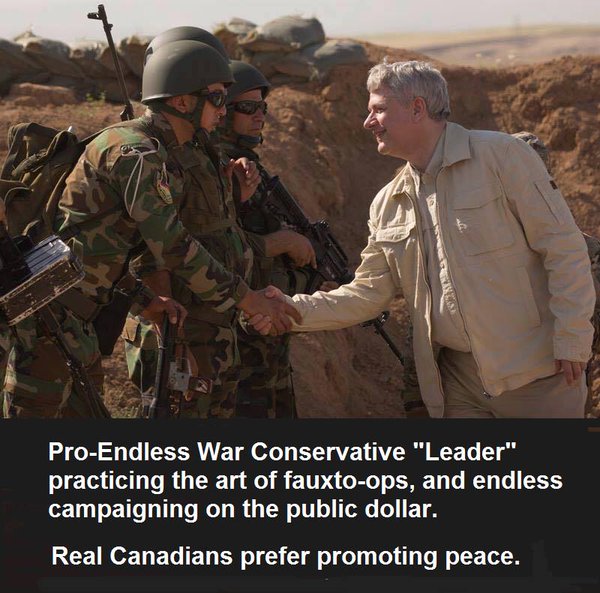 Pro-Endless War Conservative "Leader"
practicing the art of fauxto-ops, and endless
campaigning on the public dollar.
Real Canadians prefer promoting peace.